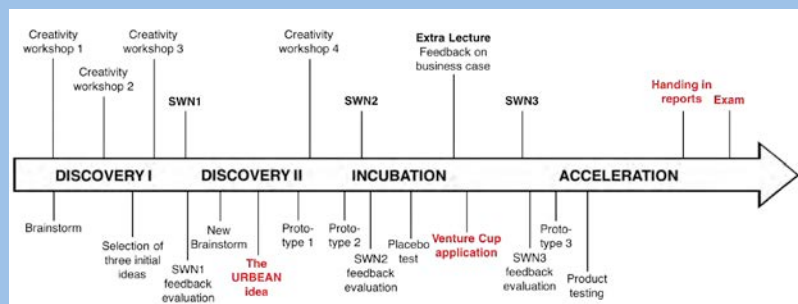 Creativity
workshop 1
Creativity
workshop 2
Creativity
workshop 3
SWN1
Creativity
workshop 4
SWN2
Extra Lecture
Feedback on
business case
SWN3
Handing in
reports
Exam
DISCOVERY I
DISCOVERY II
INCUBATION
ACCELERATION
Brainstorm
Selection of
three initial
ideas
SWN1
feedback
evaluation
New
Brainstorm
The
URBEAN
idea
Proto-
type 1
Proto-
type 2
SWN2
feedback
evaluation
Placebo
test
Venture Cup
application
SWN3
feedback
evaluation
Proto-
type 3
Product
testing